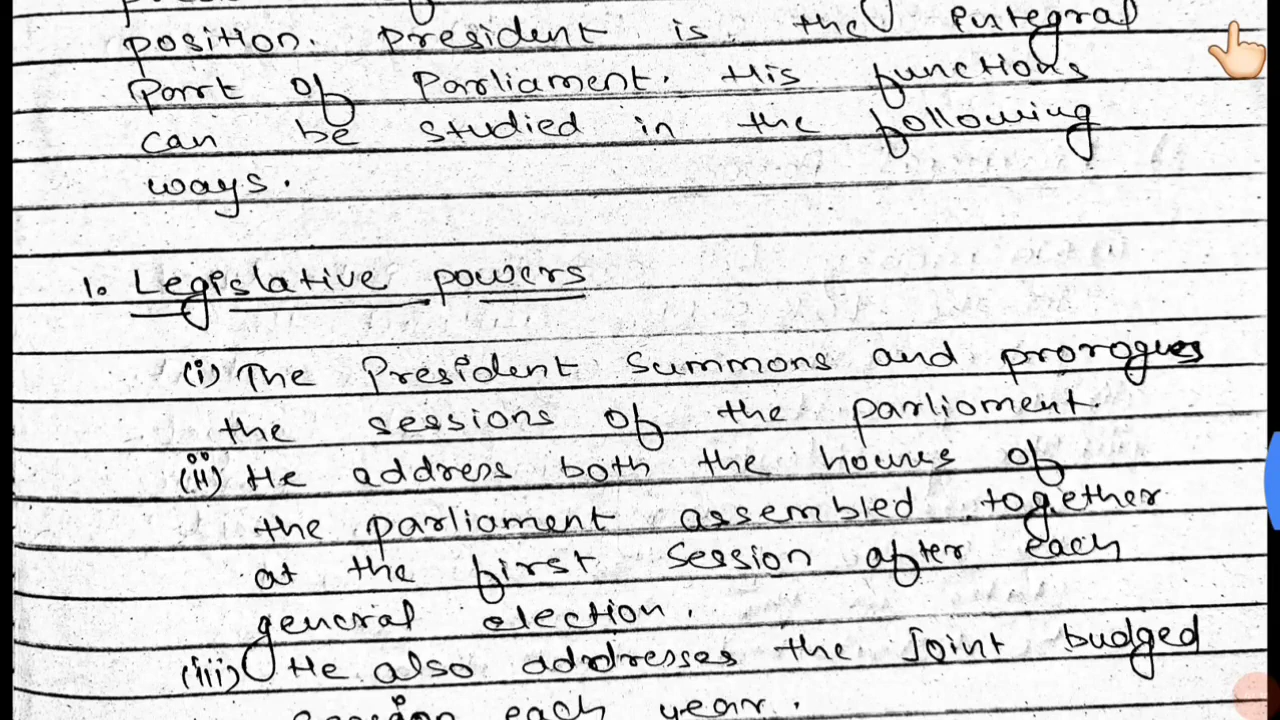 position. president is the integral
Part of Parliament. His functions
can be studied in the following
ways.
1. Legislative powers
(i) The President summons and prorogues
the sessions of the parliament.
(ii) He address both the houses of
the parliament assembled together
at the first session after each
general election.
(iii) He also addresses the Joint budged
session each year.